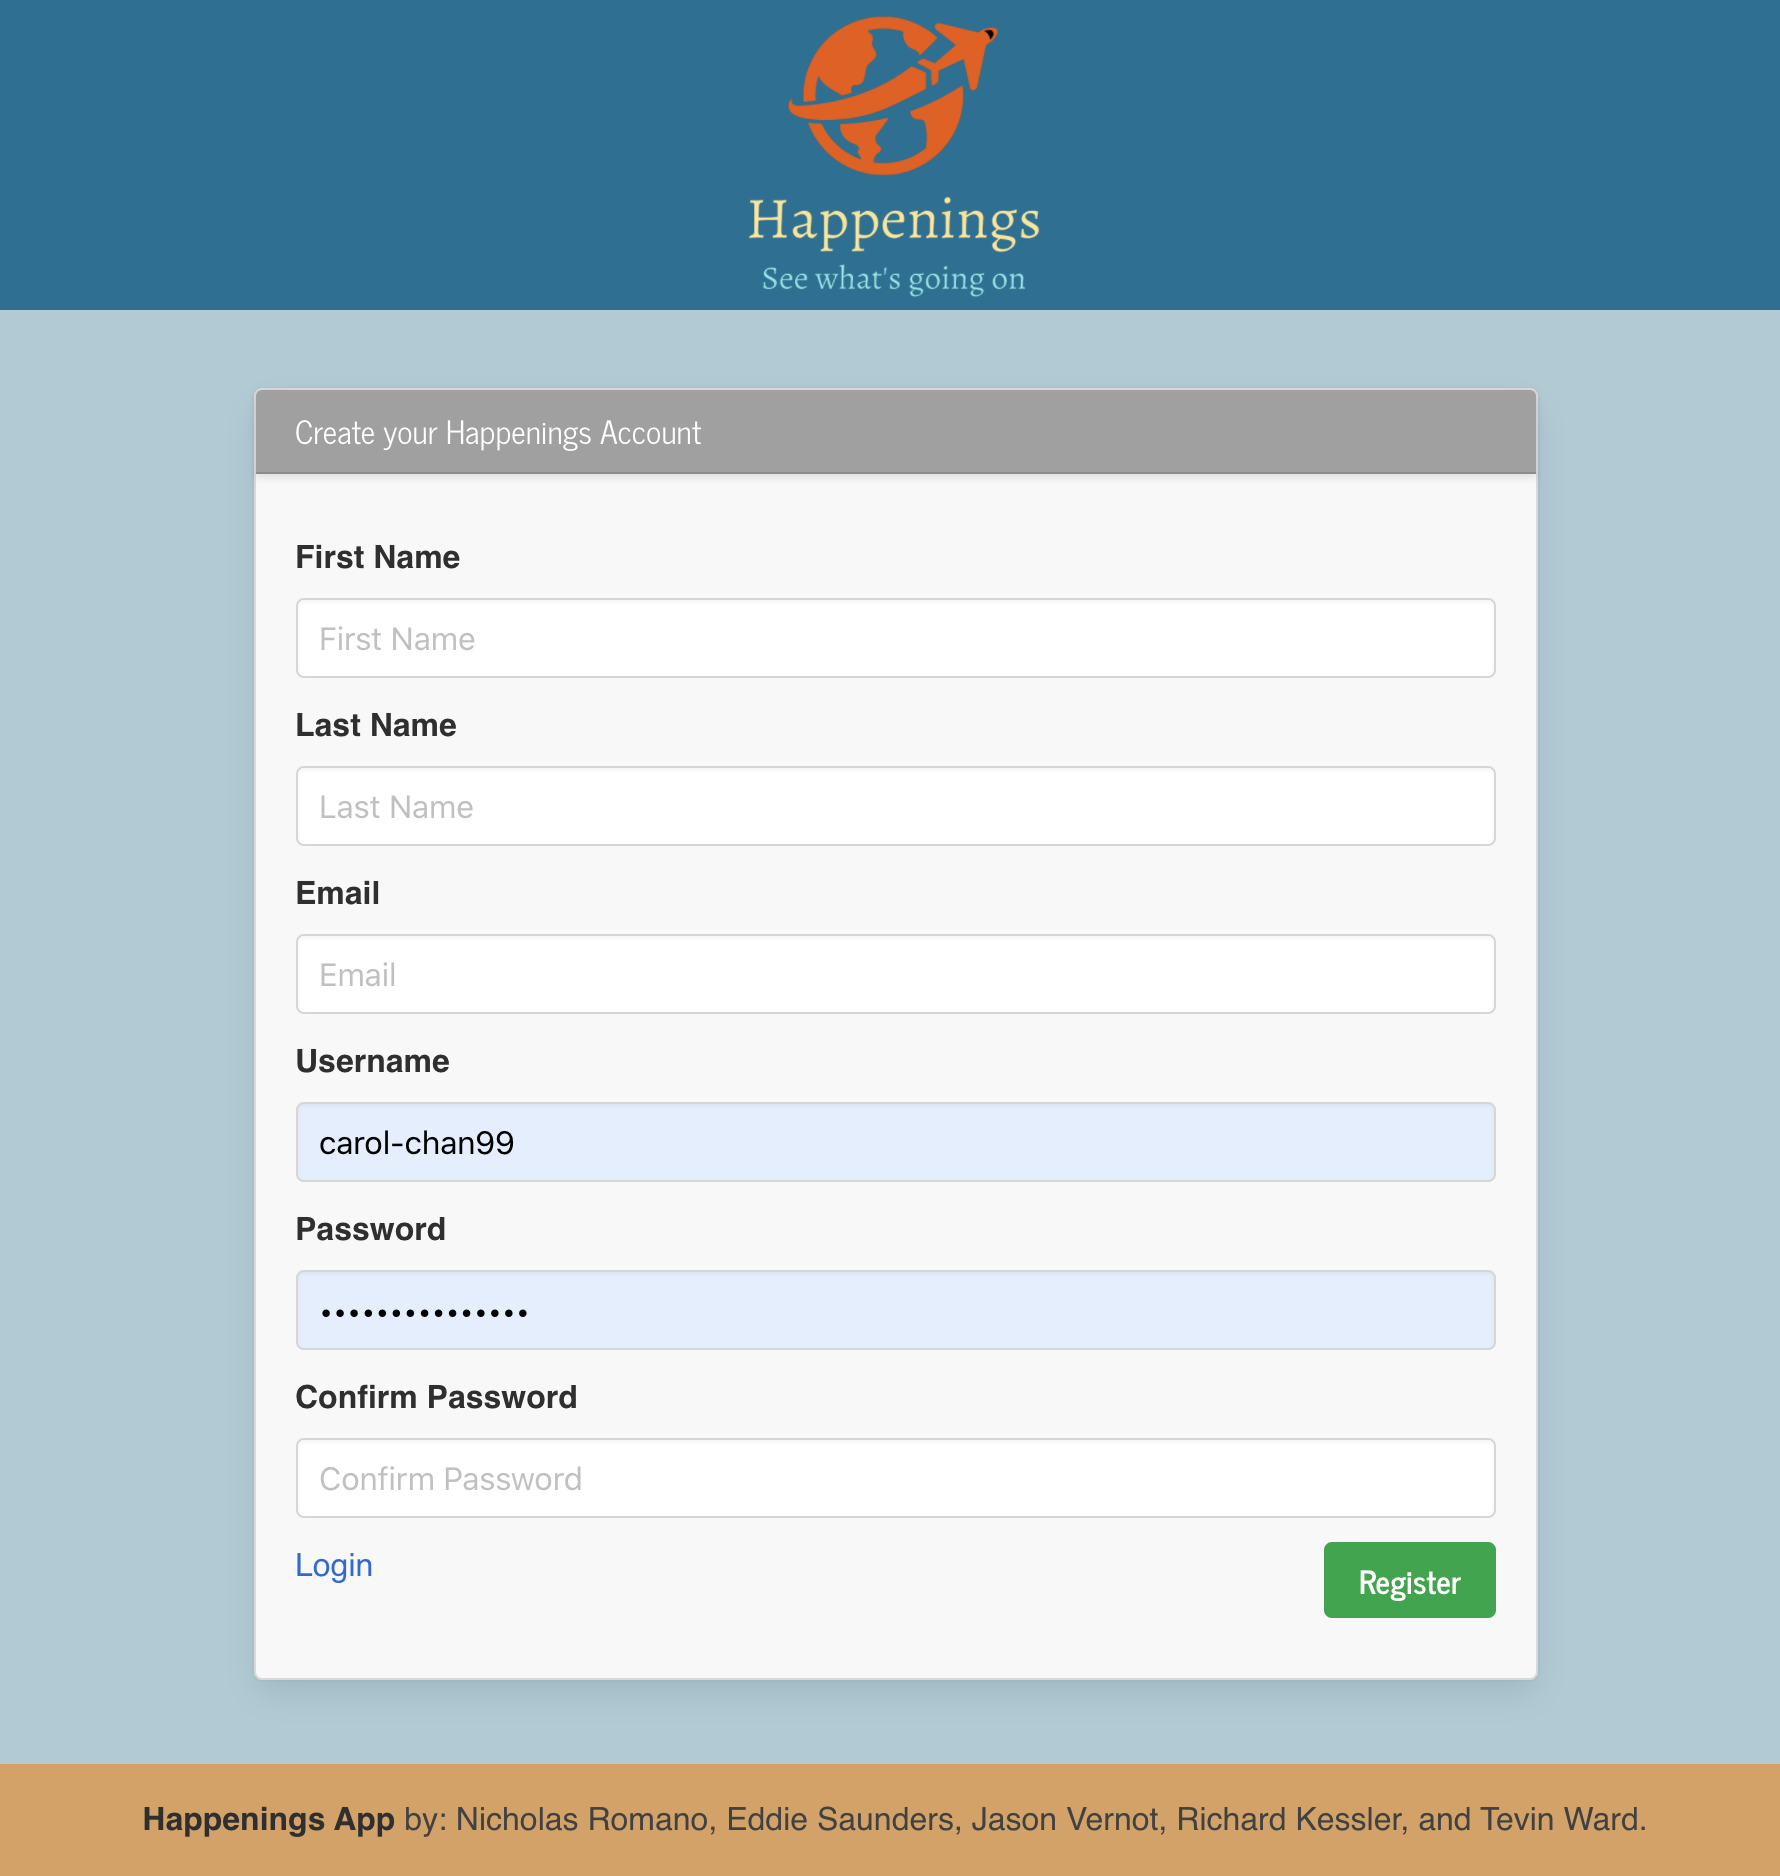 Happenings
See what's going on
Create your Happenings Account
First Name
First Name
Last Name
Last Name
Email
Email
Username
carol-chan99
Password
•••••••••••••••
Confirm Password
Confirm Password
Login
Register
Happenings App by: Nicholas Romano, Eddie Saunders, Jason Vernot, Richard Kessler, and Tevin Ward.